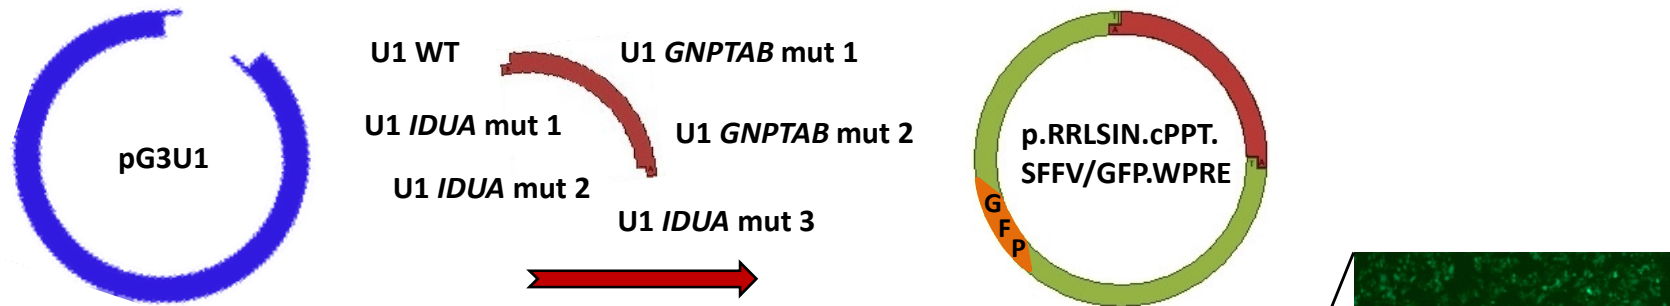 pG3U1
U1 WT
U1 IDUA mut 1
U1 IDUA mut 2
U1 GNPTAB mut 1
U1 GNPTAB mut 2
U1 IDUA mut 3
T
A
p.RRLSIN.cPPT.
SFFV/GFP.WPRE
T A
G
F
P
A